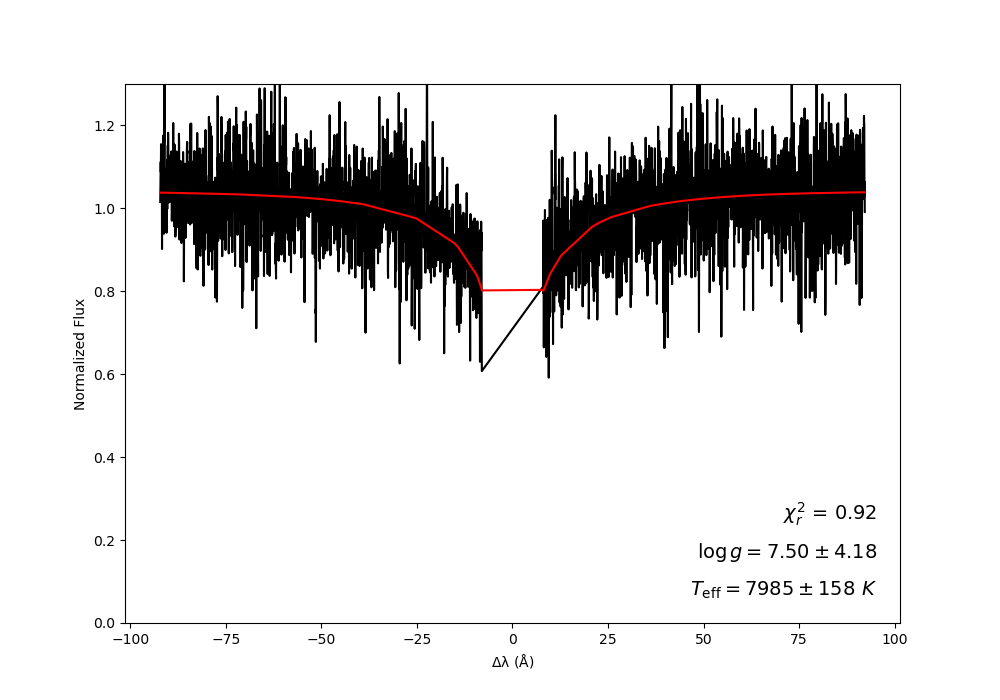 Normalized Flux
1.2
1.0
0.8
0.6
0.4
0.2
0.0
χ²ᵣ = 0.92
log g = 7.50 ± 4.18
T_eff = 7985 ± 158 K
−100 −75 −50 −25 0 25 50 75 100
Δλ (Å)